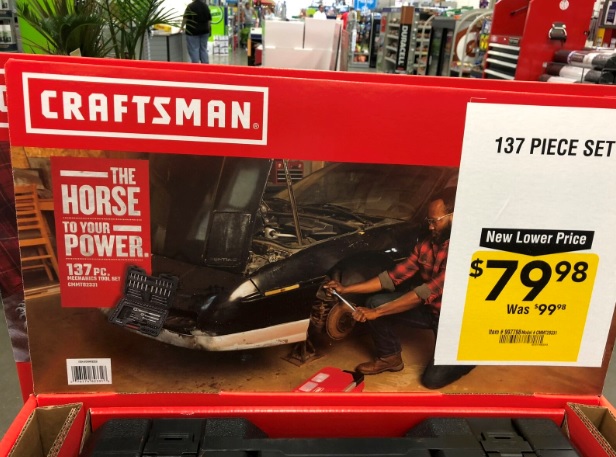 CRAFTSMAN®
THE
HORSE
TO YOUR
POWER.
137 PC.
MECHANICS TOOL SET
137 PIECE SET
New Lower Price
$79 98
Was $99 98